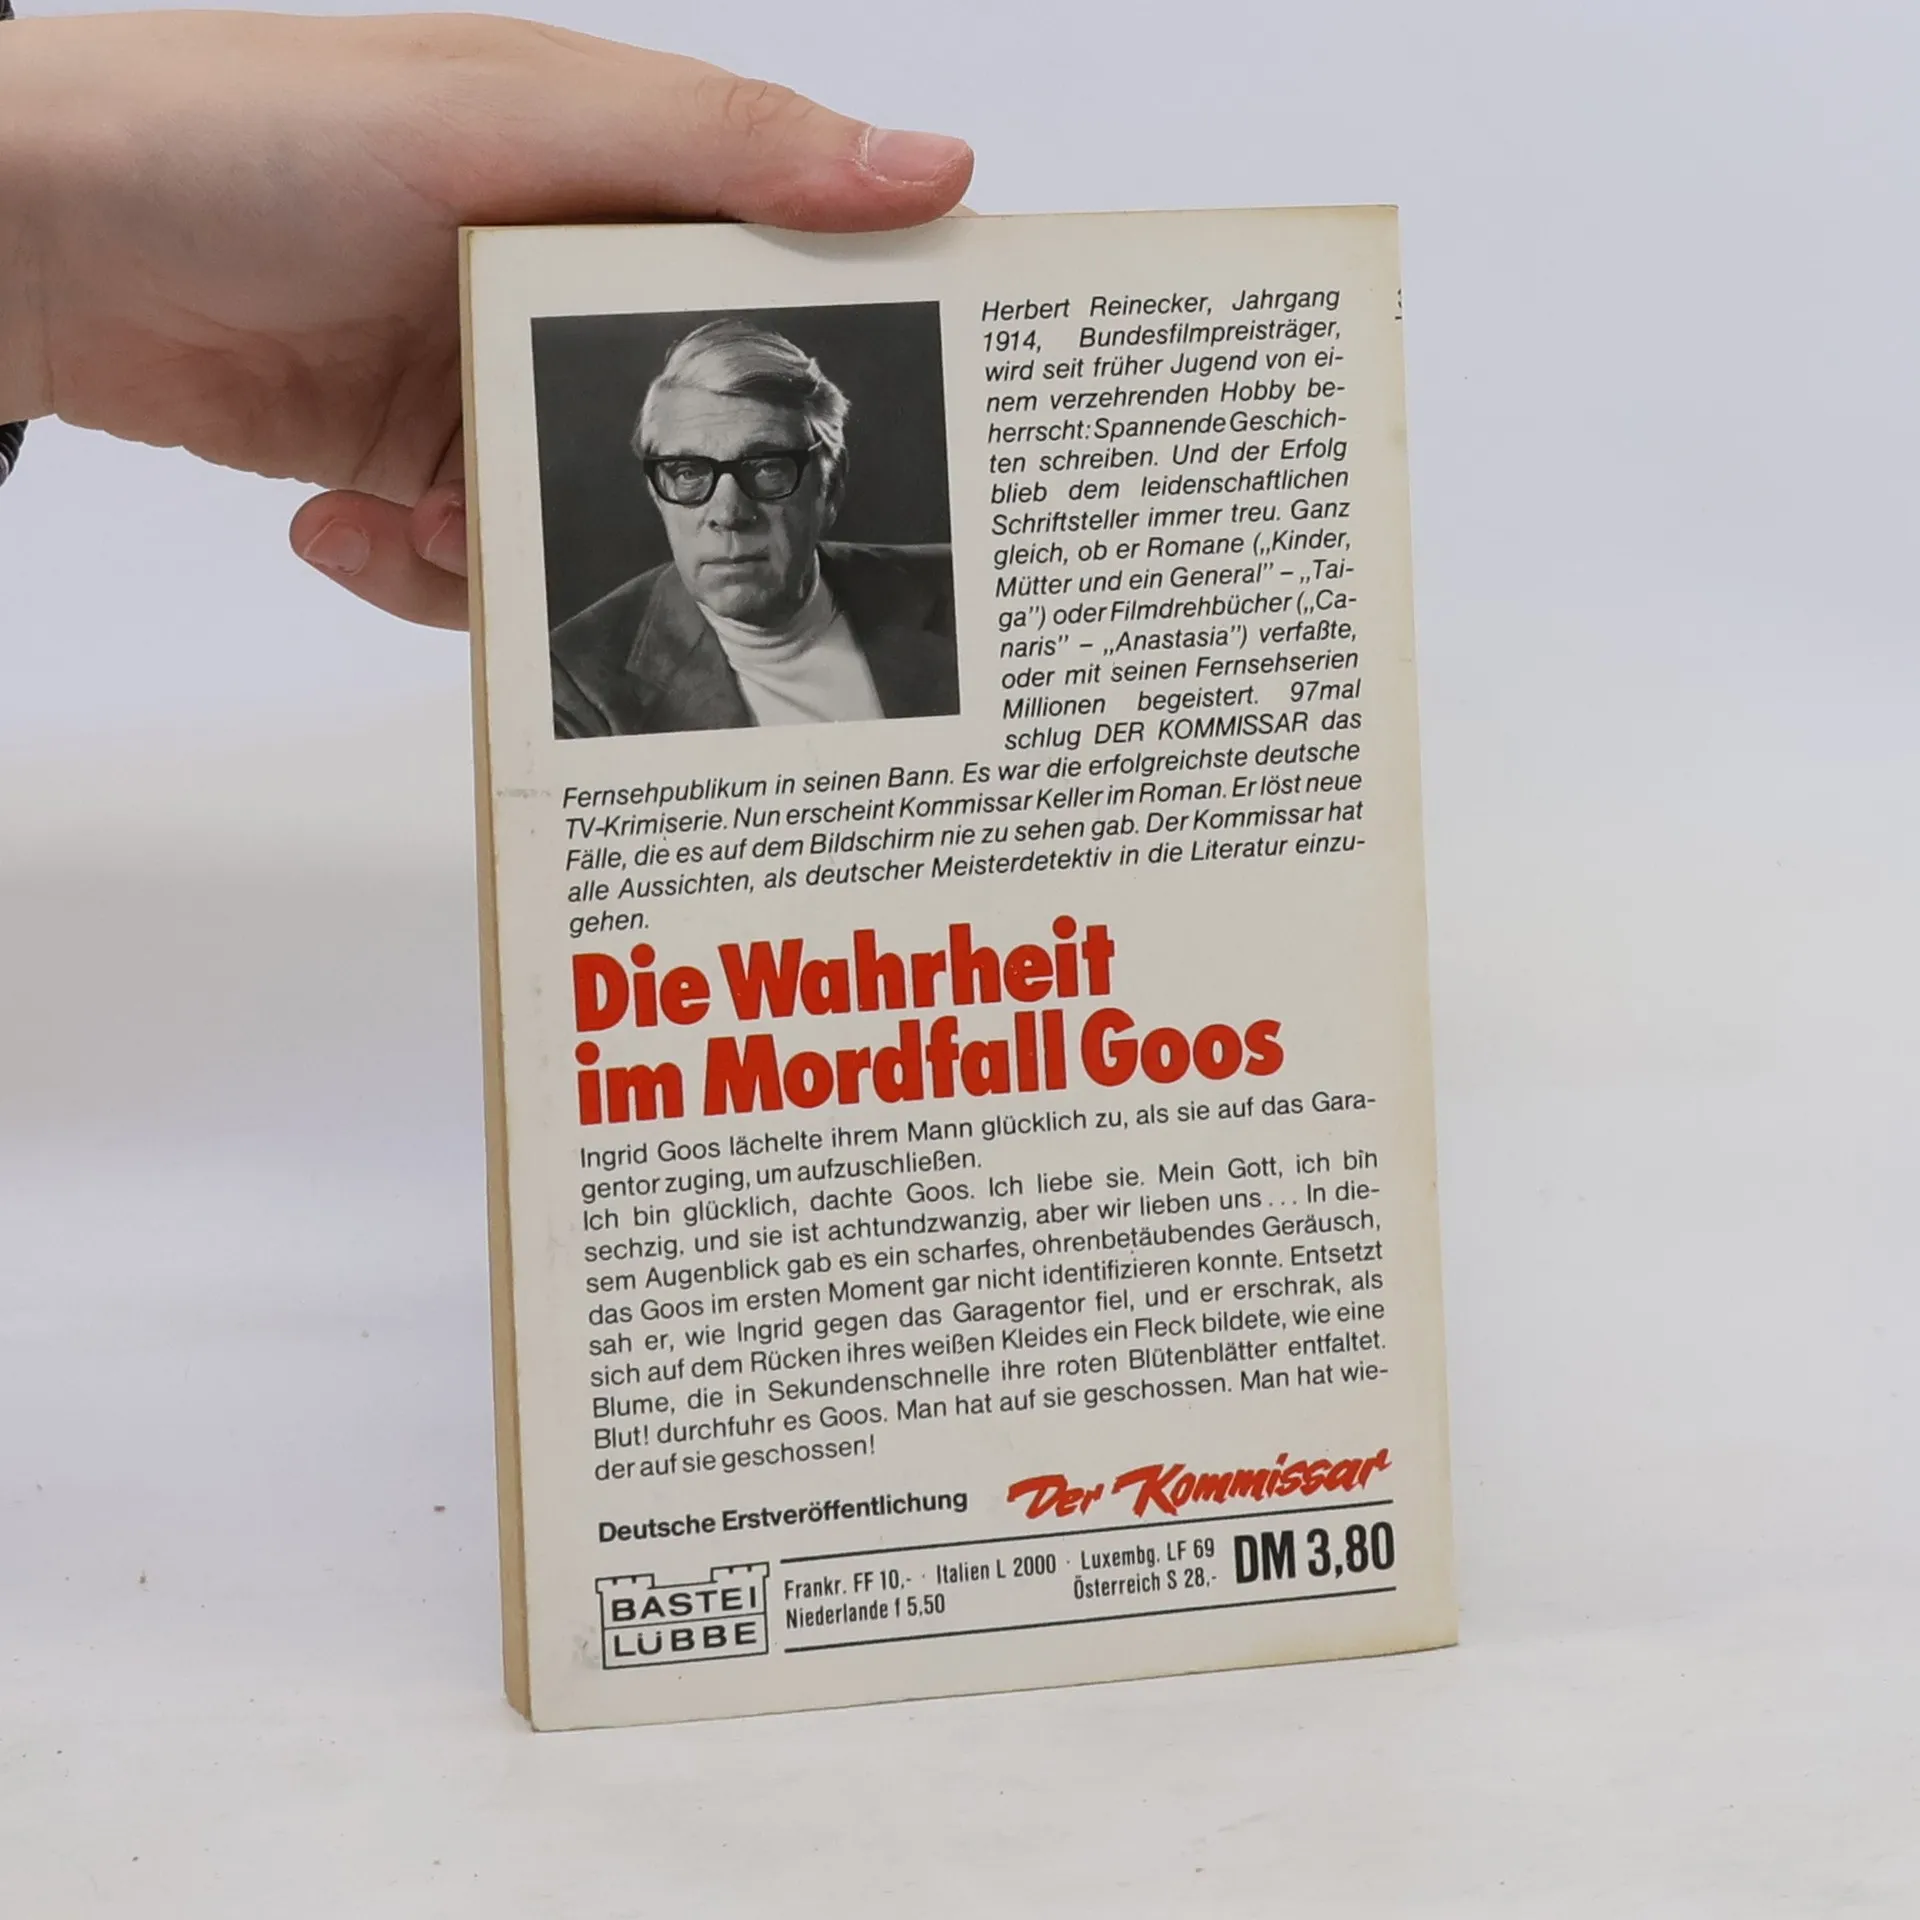 Herbert Reinecker, Jahrgang
1914, Bundesfilmpreisträger,
wird seit früher Jugend von ei-
nem verzehrenden Hobby be-
herrscht: Spannende Geschich-
ten schreiben. Und der Erfolg
blieb dem leidenschaftlichen
Schriftsteller immer treu. Ganz
gleich, ob er Romane („Kinder,
Mütter und ein General” – „Tai-
ga”) oder Filmdrehbücher („Ca-
naris” – „Anastasia”) verfaßte,
oder mit seinen Fernsehserien
Millionen begeistert. 97mal
schlug DER KOMMISSAR das
Fernsehpublikum in seinen Bann. Es war die erfolgreichste deutsche
TV-Krimiserie. Nun erscheint Kommissar Keller im Roman. Er löst neue
Fälle, die es auf dem Bildschirm nie zu sehen gab. Der Kommissar hat
alle Aussichten, als deutscher Meisterdetektiv in die Literatur einzu-
gehen.
Die Wahrheit
im Mordfall Goos
Ingrid Goos lächelte ihrem Mann glücklich zu, als sie auf das Gara-
gentor zuging, um aufzuschließen.
Ich bin glücklich, dachte Goos. Ich liebe sie. Mein Gott, ich bin
sechzig, und sie ist achtundzwanzig, aber wir lieben uns . . . In die-
sem Augenblick gab es ein scharfes, ohrenbetäubendes Geräusch,
das Goos im ersten Moment gar nicht identifizieren konnte. Entsetzt
sah er, wie Ingrid gegen das Garagentor fiel, und er erschrak, als
sich auf dem Rücken ihres weißen Kleides ein Fleck bildete, wie eine
Blume, die in Sekundenschnelle ihre roten Blütenblätter entfaltet.
Blut! durchfuhr es Goos. Man hat auf sie geschossen. Man hat wie-
der auf sie geschossen!
Deutsche Erstveröffentlichung
Der Kommissar
BASTEI
LÜBBE
Frankr. FF 10,- · Italien L 2000 · Luxembg. LF 69
Niederlande f 5,50 Österreich S 28,-
DM 3,80